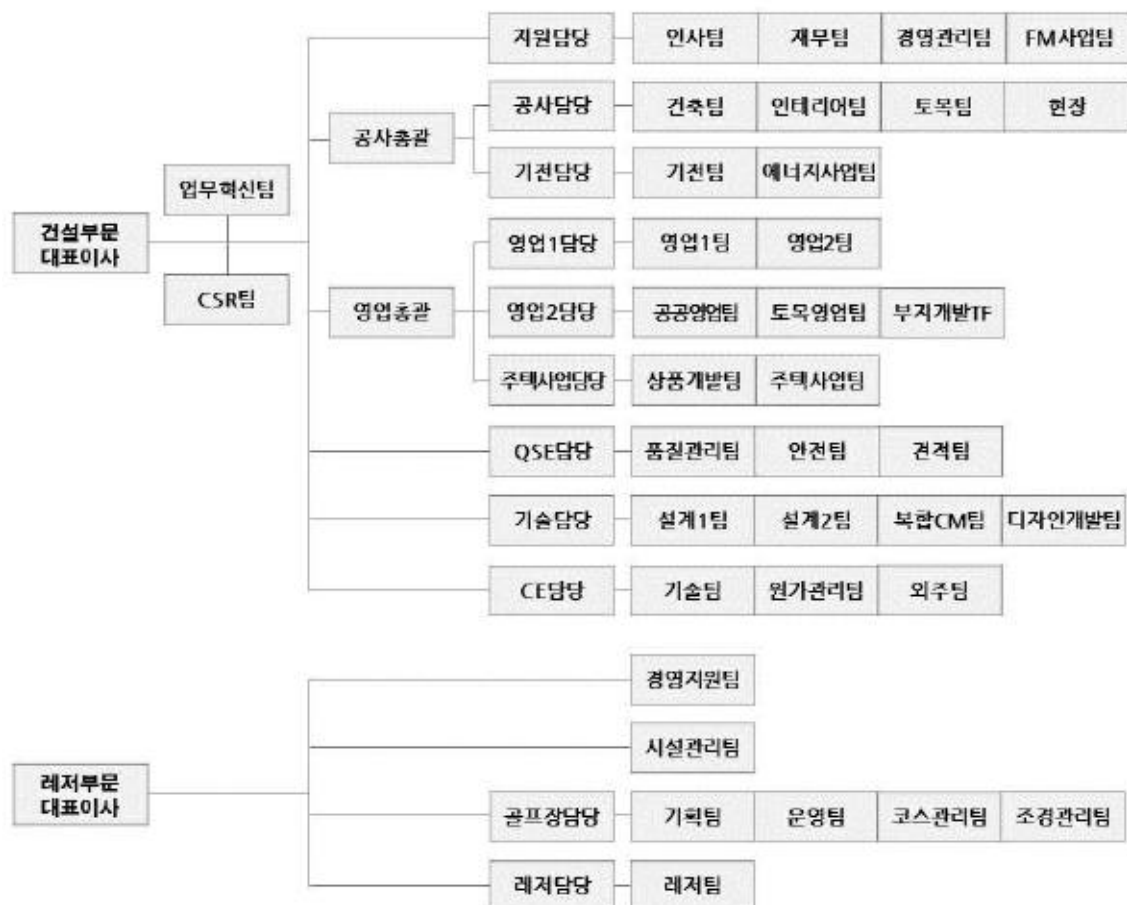 지원담당 인사팀 재무팀 경영관리팀 FM사업팀
공사총괄
공사담당 건축팀 인테리어팀 토목팀 현장
기전담당 기전팀 에너지사업팀
업무혁신팀
건설부문
대표이사
CSR팀
영업총괄
영업1담당 영업1팀 영업2팀
영업2담당 공공영업팀 토목영업팀 부지개발TF
주택사업담당 상품개발팀 주택사업팀
QSE담당 품질관리팀 안전팀 견적팀
기술담당 설계1팀 설계2팀 복합CM팀 디자인개발팀
CE담당 기술팀 원가관리팀 외주팀
레저부문
대표이사
경영지원팀
시설관리팀
골프장담당 기획팀 운영팀 코스관리팀 조경관리팀
레저담당 레저팀